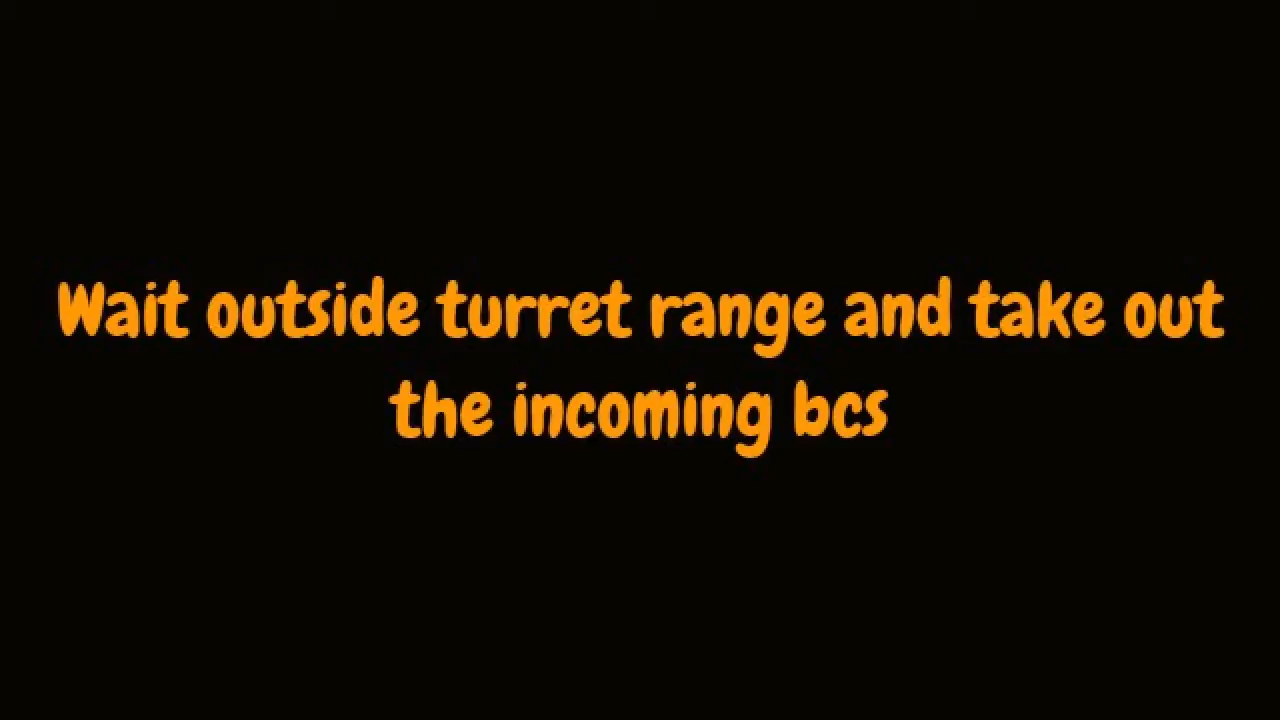 Wait outside turret range and take out
the incoming bcs